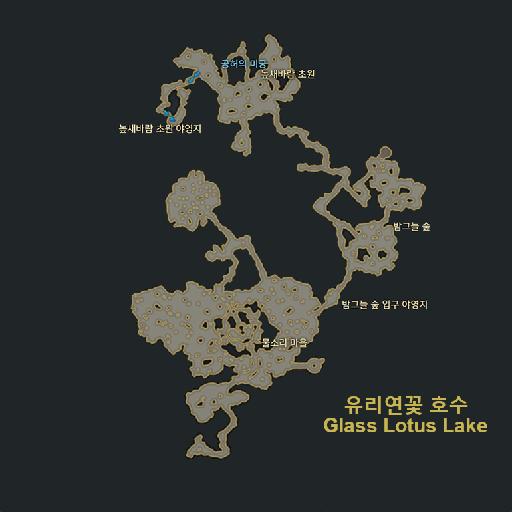 공허의 미궁
높새바람 초원
높새바람 초원 야영지
밤그늘 숲
밤그늘 숲 입구 야영지
물소리 마을
유리연꽃 호수
Glass Lotus Lake